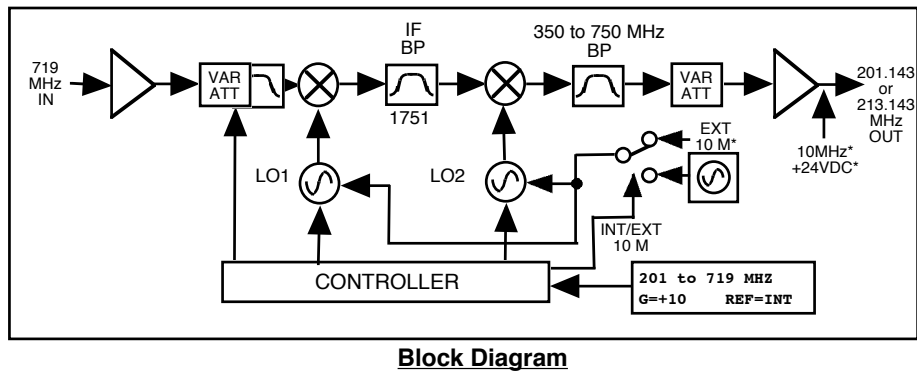 719
MHz
IN
VAR
ATT
IF
BP
1751
350 to 750 MHz
BP
VAR
ATT
201.143
or
213.143
MHz
OUT
10MHz*
+24VDC*
EXT
10 M*
LO1
LO2
INT/EXT
10 M
CONTROLLER
201 to 719 MHZ
G=+10 REF=INT
Block Diagram